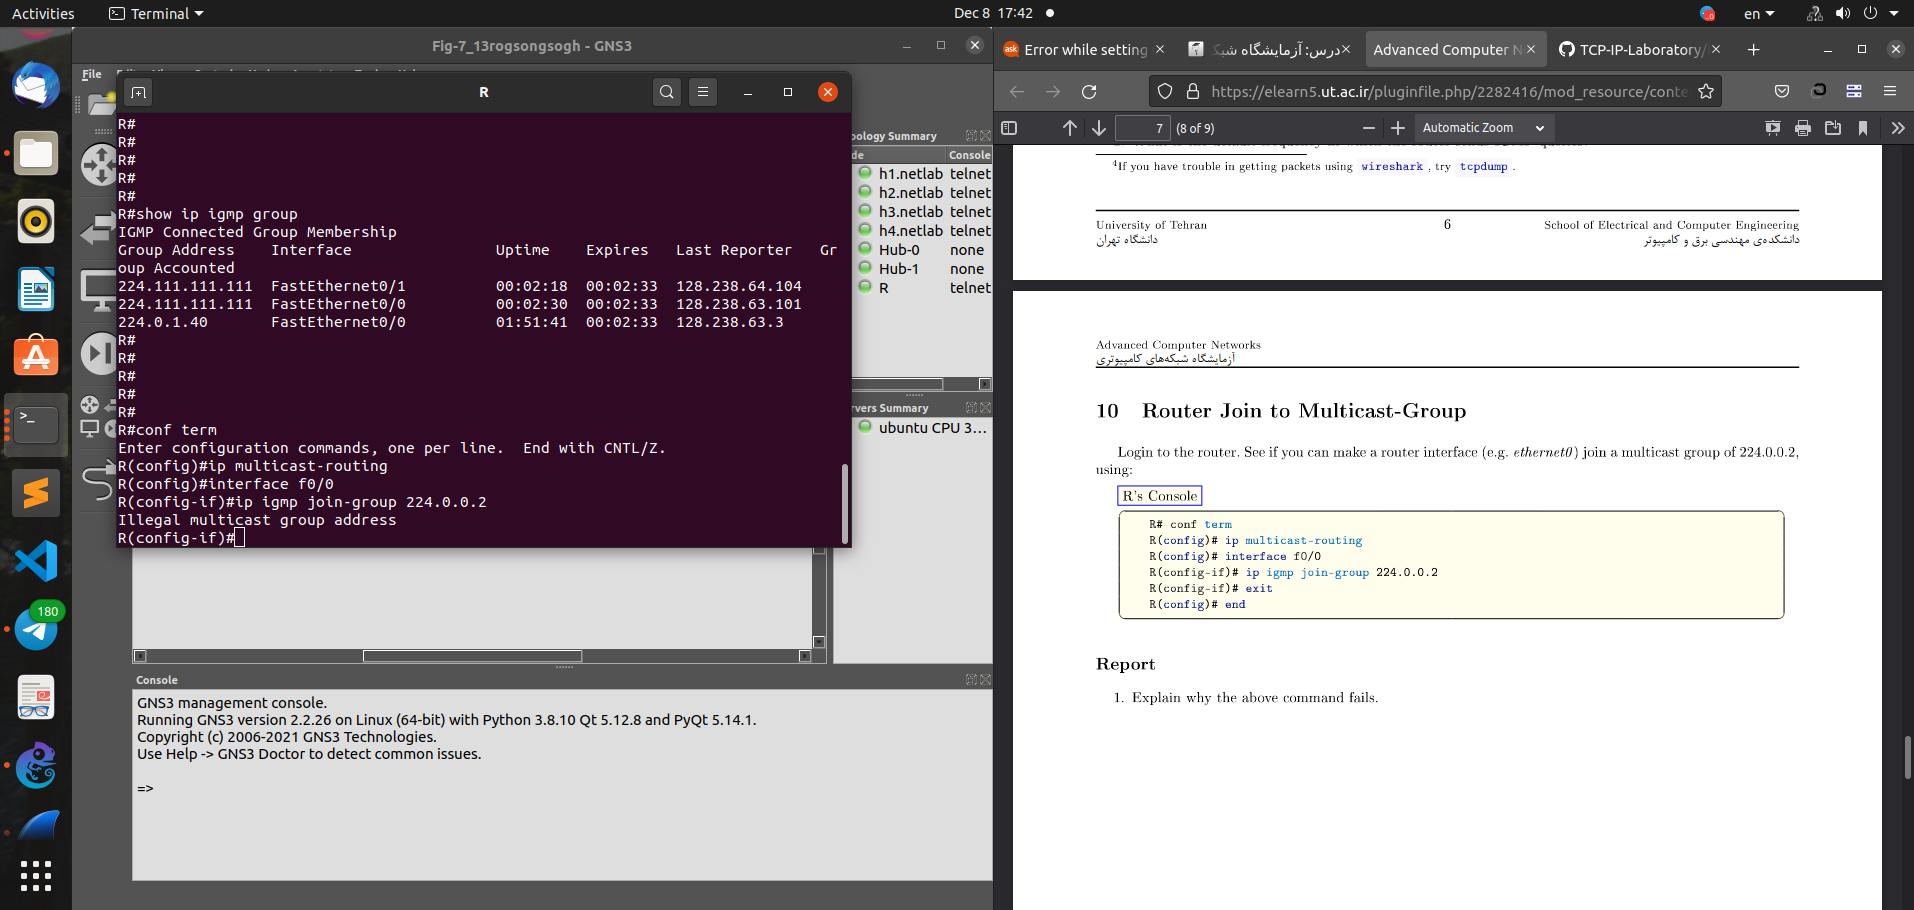 Activities
Terminal
Dec 8 17:42
en
Fig-7_13rogsongsogh - GNS3
File
R
R#
R#
R#
R#
R#
R#show ip igmp group
IGMP Connected Group Membership
Group Address    Interface                Uptime    Expires   Last Reporter   Gr
oup Accounted
224.111.111.111  FastEthernet0/1          00:02:18  00:02:33  128.238.64.104
224.111.111.111  FastEthernet0/0          00:02:30  00:02:33  128.238.63.101
224.0.1.40       FastEthernet0/0          01:51:41  00:02:33  128.238.63.3
R#
R#
R#
R#
R#
R#conf term
Enter configuration commands, one per line.  End with CNTL/Z.
R(config)#ip multicast-routing
R(config)#interface f0/0
R(config-if)#ip igmp join-group 224.0.0.2
Illegal multicast group address
R(config-if)#
pology Summary
de Console
h1.netlab telnet
h2.netlab telnet
h3.netlab telnet
h4.netlab telnet
Hub-0 none
Hub-1 none
R telnet
rvers Summary
ubuntu CPU 3...
180
Console
GNS3 management console.
Running GNS3 version 2.2.26 on Linux (64-bit) with Python 3.8.10 Qt 5.12.8 and PyQt 5.14.1.
Copyright (c) 2006-2021 GNS3 Technologies.
Use Help -> GNS3 Doctor to detect common issues.
=>
ask Error while setting
درس: آزمایشگاه شبک
Advanced Computer N
TCP-IP-Laboratory/
https://elearn5.ut.ac.ir/pluginfile.php/2282416/mod_resource/conte
7 (8 of 9)
Automatic Zoom
4If you have trouble in getting packets using wireshark , try tcpdump .
University of Tehran 6 School of Electrical and Computer Engineering
دانشگاه تهران دانشکده‌ی مهندسی برق و کامپیوتر
Advanced Computer Networks
آزمایشگاه شبکه‌های کامپیوتری
10 Router Join to Multicast-Group
Login to the router. See if you can make a router interface (e.g. ethernet0) join a multicast group of 224.0.0.2,
using:
R's Console
R# conf term
R(config)# ip multicast-routing
R(config)# interface f0/0
R(config-if)# ip igmp join-group 224.0.0.2
R(config-if)# exit
R(config)# end
Report
1. Explain why the above command fails.